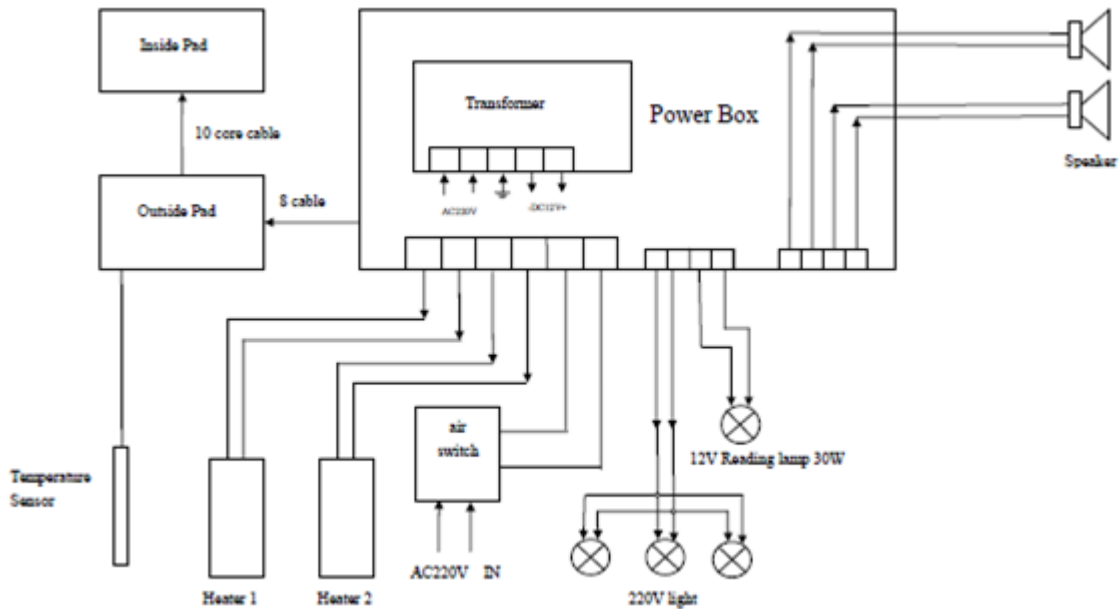 Inside Pad
Transformer
Power Box
10 core cable
Speaker
Outside Pad
8 cable
AC220V
-DC12V+
air
switch
12V Reading lamp 30W
Temperature
Sensor
AC220V IN
Heater 1
Heater 2
220V light